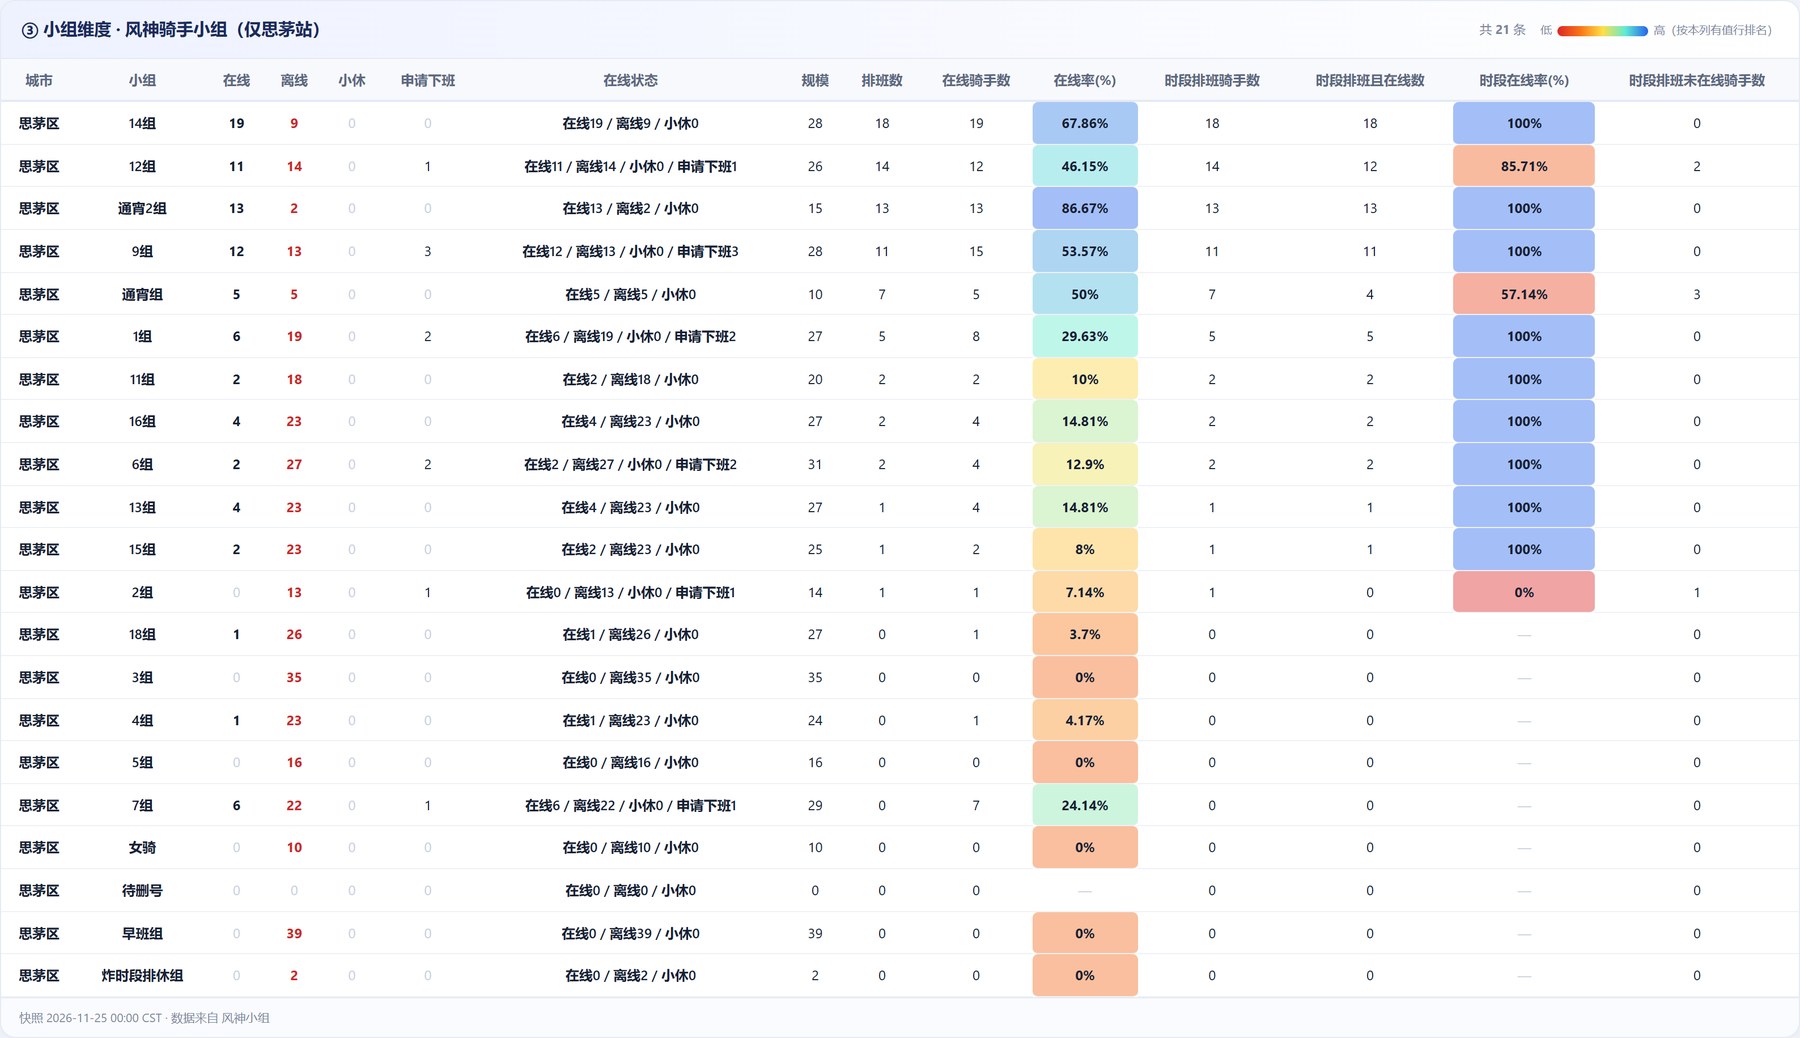 ③ 小组维度 · 风神骑手小组（仅思茅站）
共 21 条 低 高 (按本列有值行排名)
城市 小组 在线 离线 小休 申请下班 在线状态 规模 排班数 在线骑手数 在线率(%) 时段排班骑手数 时段排班且在线数 时段在线率(%) 时段排班未在线骑手数
思茅区 14组 19 9 0 0 在线19 / 离线9 / 小休0 28 18 19 67.86% 18 18 100% 0
思茅区 12组 11 14 0 1 在线11 / 离线14 / 小休0 / 申请下班1 26 14 12 46.15% 14 12 85.71% 2
思茅区 通宵2组 13 2 0 0 在线13 / 离线2 / 小休0 15 13 13 86.67% 13 13 100% 0
思茅区 9组 12 13 0 3 在线12 / 离线13 / 小休0 / 申请下班3 28 11 15 53.57% 11 11 100% 0
思茅区 通宵组 5 5 0 0 在线5 / 离线5 / 小休0 10 7 5 50% 7 4 57.14% 3
思茅区 1组 6 19 0 2 在线6 / 离线19 / 小休0 / 申请下班2 27 5 8 29.63% 5 5 100% 0
思茅区 11组 2 18 0 0 在线2 / 离线18 / 小休0 20 2 2 10% 2 2 100% 0
思茅区 16组 4 23 0 0 在线4 / 离线23 / 小休0 27 2 4 14.81% 2 2 100% 0
思茅区 6组 2 27 0 2 在线2 / 离线27 / 小休0 / 申请下班2 31 2 4 12.9% 2 2 100% 0
思茅区 13组 4 23 0 0 在线4 / 离线23 / 小休0 27 1 4 14.81% 1 1 100% 0
思茅区 15组 2 23 0 0 在线2 / 离线23 / 小休0 25 1 2 8% 1 1 100% 0
思茅区 2组 0 13 0 1 在线0 / 离线13 / 小休0 / 申请下班1 14 1 1 7.14% 1 0 0% 1
思茅区 18组 1 26 0 0 在线1 / 离线26 / 小休0 27 0 1 3.7% 0 0 — 0
思茅区 3组 0 35 0 0 在线0 / 离线35 / 小休0 35 0 0 0% 0 0 — 0
思茅区 4组 1 23 0 0 在线1 / 离线23 / 小休0 24 0 1 4.17% 0 0 — 0
思茅区 5组 0 16 0 0 在线0 / 离线16 / 小休0 16 0 0 0% 0 0 — 0
思茅区 7组 6 22 0 1 在线6 / 离线22 / 小休0 / 申请下班1 29 0 7 24.14% 0 0 — 0
思茅区 女骑 0 10 0 0 在线0 / 离线10 / 小休0 10 0 0 0% 0 0 — 0
思茅区 待删号 0 0 0 0 在线0 / 离线0 / 小休0 0 0 0 — 0 0 — 0
思茅区 早班组 0 39 0 0 在线0 / 离线39 / 小休0 39 0 0 0% 0 0 — 0
思茅区 炸时段排休组 0 2 0 0 在线0 / 离线2 / 小休0 2 0 0 0% 0 0 — 0
快照 2026-11-25 00:00 CST · 数据来自 风神小组